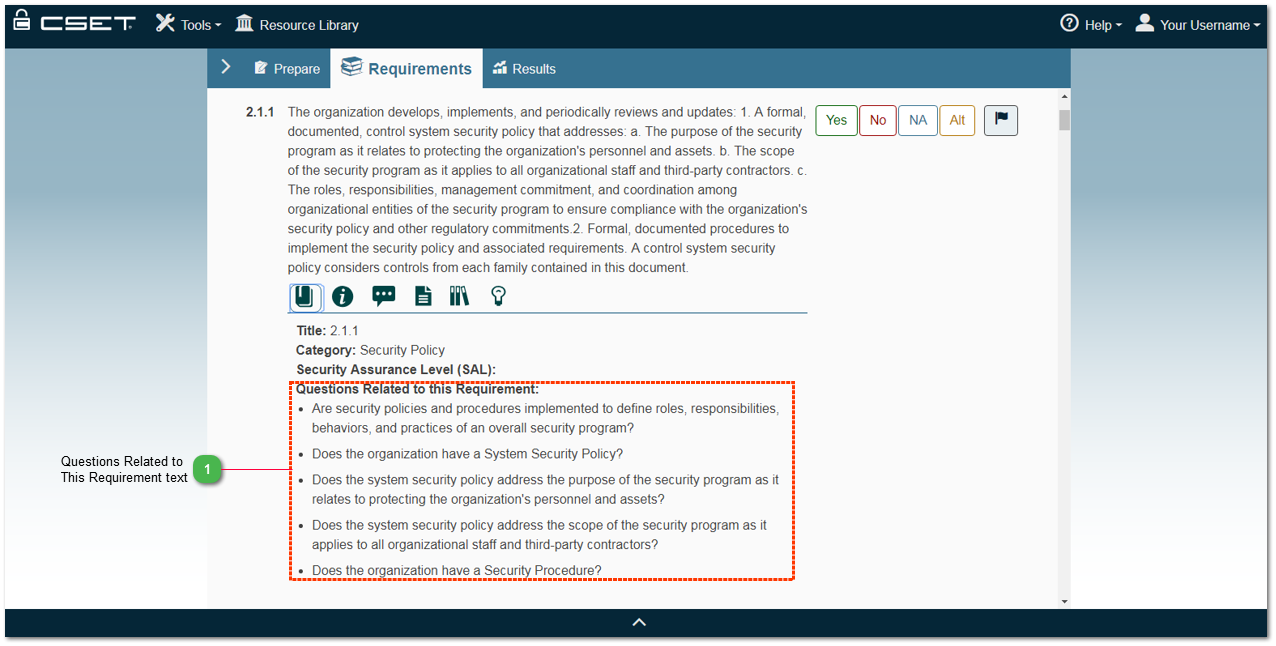 CSET Tools Resource Library Help Your Username
Prepare Requirements Results
2.1.1 The organization develops, implements, and periodically reviews and updates: 1. A formal,
documented, control system security policy that addresses: a. The purpose of the security
program as it relates to protecting the organization's personnel and assets. b. The scope
of the security program as it applies to all organizational staff and third-party contractors. c.
The roles, responsibilities, management commitment, and coordination among
organizational entities of the security program to ensure compliance with the organization's
security policy and other regulatory commitments.2. Formal, documented procedures to
implement the security policy and associated requirements. A control system security
policy considers controls from each family contained in this document.
Yes No NA Alt
Title: 2.1.1
Category: Security Policy
Security Assurance Level (SAL):
Questions Related to this Requirement:
• Are security policies and procedures implemented to define roles, responsibilities,
behaviors, and practices of an overall security program?
• Does the organization have a System Security Policy?
• Does the system security policy address the purpose of the security program as it
relates to protecting the organization's personnel and assets?
• Does the system security policy address the scope of the security program as it
applies to all organizational staff and third-party contractors?
• Does the organization have a Security Procedure?
Questions Related to
This Requirement text
1